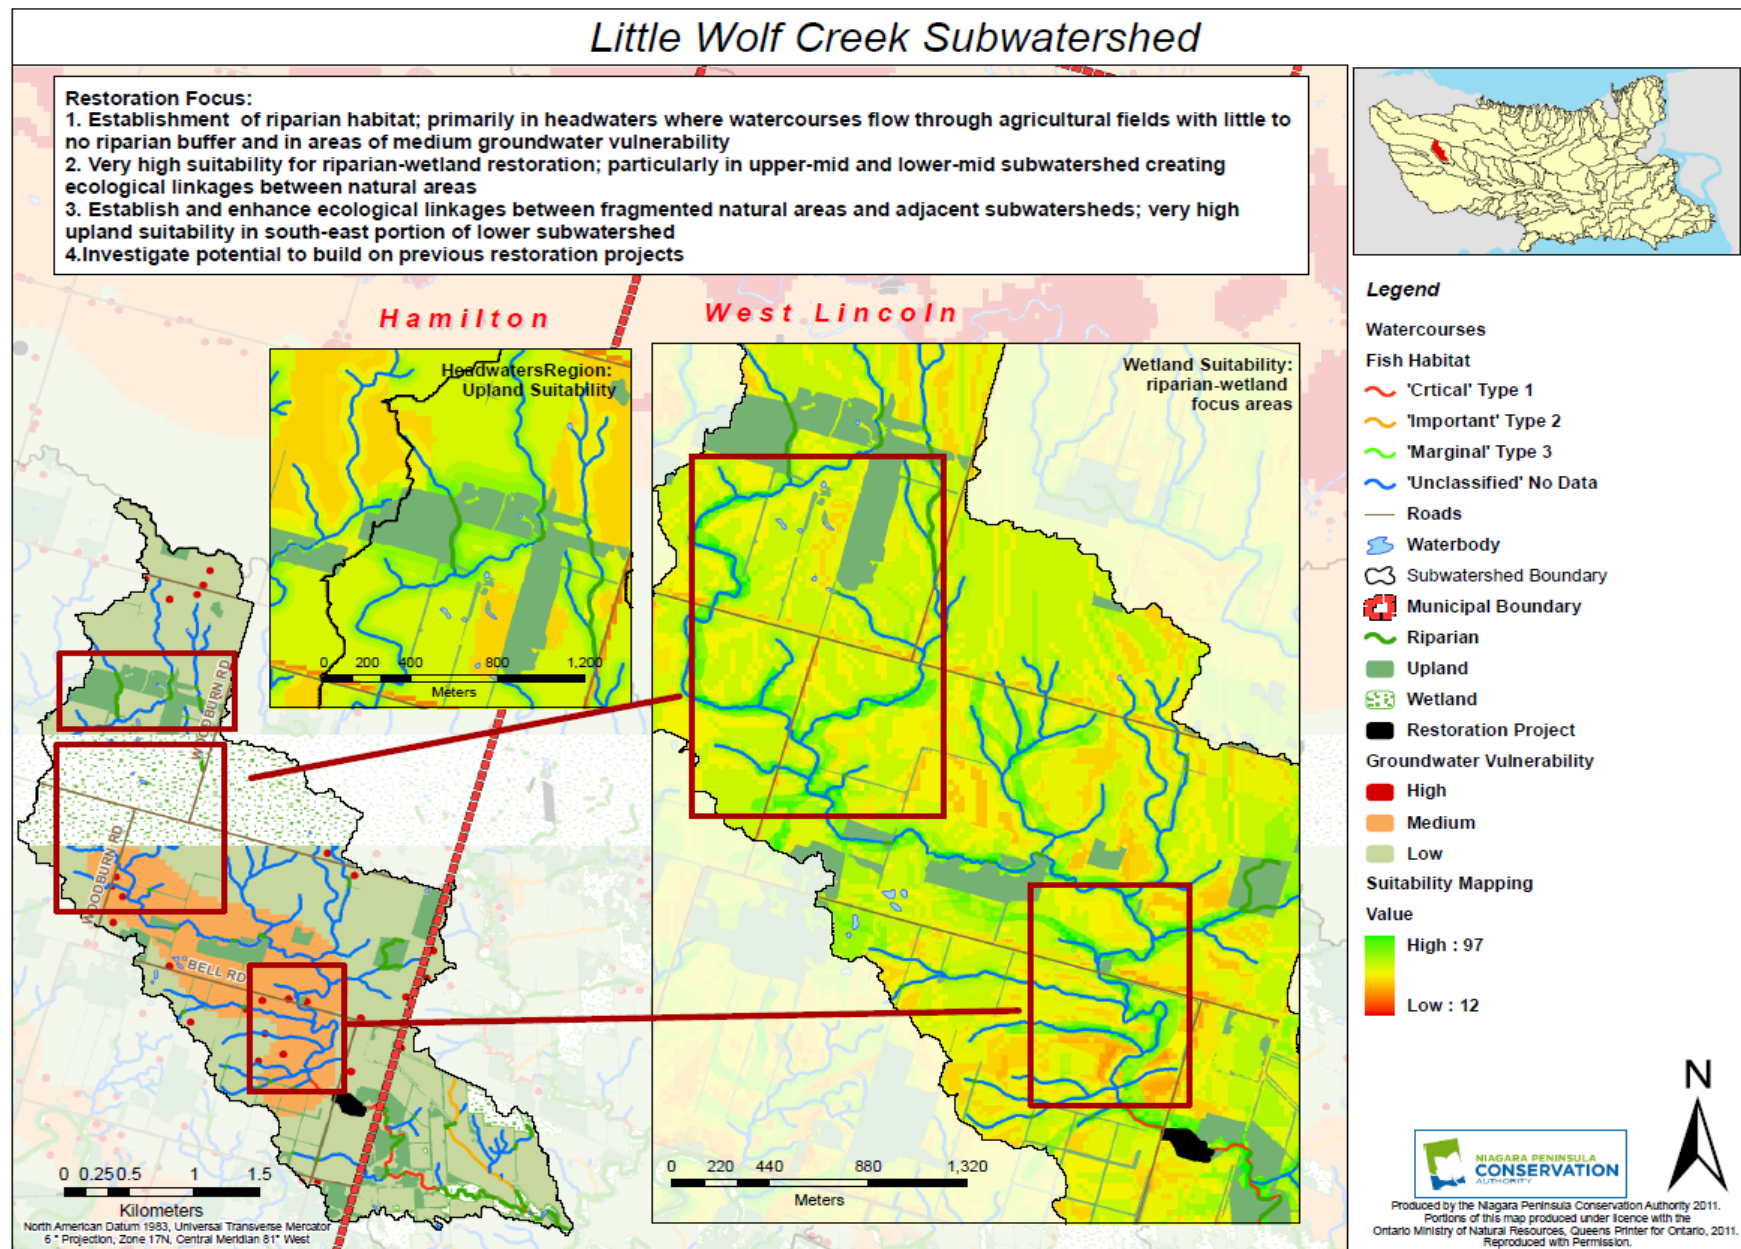 Little Wolf Creek Subwatershed
Restoration Focus:
1. Establishment of riparian habitat; primarily in headwaters where watercourses flow through agricultural fields with little to
no riparian buffer and in areas of medium groundwater vulnerability
2. Very high suitability for riparian-wetland restoration; particularly in upper-mid and lower-mid subwatershed creating
ecological linkages between natural areas
3. Establish and enhance ecological linkages between fragmented natural areas and adjacent subwatersheds; very high
upland suitability in south-east portion of lower subwatershed
4.Investigate potential to build on previous restoration projects
Hamilton
West Lincoln
HeadwatersRegion:
Upland Suitability
0 200 400 800 1,200
Meters
Wetland Suitability:
riparian-wetland
focus areas
WOODBURN RD
WOODBURN RD
BELL RD
0 220 440 880 1,320
Meters
0 0.25 0.5 1 1.5
Kilometers
North American Datum 1983, Universal Transverse Mercator
6 ° Projection, Zone 17N, Central Meridian 81° West
Legend
Watercourses
Fish Habitat
'Crtical' Type 1
'Important' Type 2
'Marginal' Type 3
'Unclassified' No Data
Roads
Waterbody
Subwatershed Boundary
Municipal Boundary
Riparian
Upland
Wetland
Restoration Project
Groundwater Vulnerability
High
Medium
Low
Suitability Mapping
Value
High : 97
Low : 12
N
NIAGARA PENINSULA
CONSERVATION
AUTHORITY
Produced by the Niagara Peninsula Conservation Authority 2011.
Portions of this map produced under licence with the
Ontario Ministry of Natural Resources, Queens Printer for Ontario, 2011.
Reproduced with Permission.